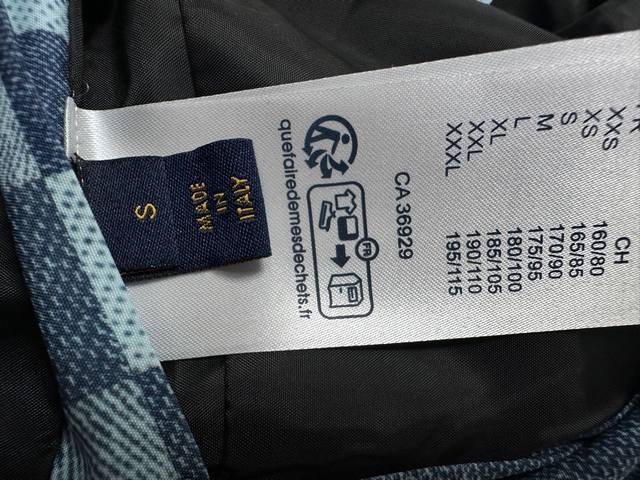 CH
XXS 160/80
XS 165/85
S 170/90
M 175/95
L 180/100
XL 185/105
XXL 190/110
XXXL 195/115
CA 36929
FR
quefairedemesdechets.fr
S
MADE
IN
ITALY